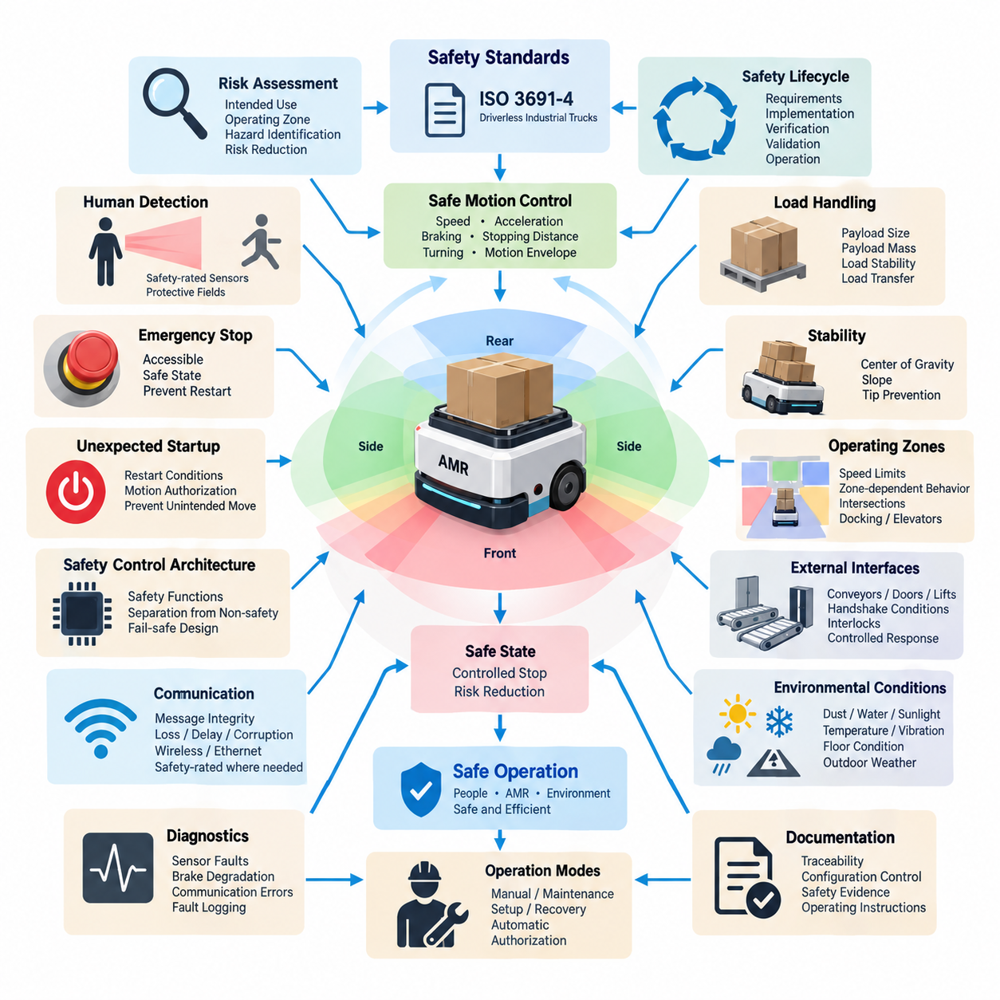 Safety Standards
ISO 3691-4
Driverless Industrial Trucks
Risk Assessment
Intended Use
Operating Zone
Hazard Identification
Risk Reduction
Safety Lifecycle
Requirements
Implementation
Verification
Validation
Operation
Human Detection
Safety-rated Sensors
Protective Fields
Safe Motion Control
Speed • Acceleration
Braking • Stopping Distance
Turning • Motion Envelope
Load Handling
Payload Size
Payload Mass
Load Stability
Load Transfer
Emergency Stop
Accessible
Safe State
Prevent Restart
Stability
Center of Gravity
Slope
Tip Prevention
Rear
Side
Side
AMR
Front
Unexpected Startup
Restart Conditions
Motion Authorization
Prevent Unintended Move
Operating Zones
Speed Limits
Zone-dependent Behavior
Intersections
Docking / Elevators
Safety Control Architecture
Safety Functions
Separation from Non-safety
Fail-safe Design
External Interfaces
Conveyors / Doors / Lifts
Handshake Conditions
Interlocks
Controlled Response
Safe State
Controlled Stop
Risk Reduction
Communication
Message Integrity
Loss / Delay / Corruption
Wireless / Ethernet
Safety-rated where needed
Environmental Conditions
Dust / Water / Sunlight
Temperature / Vibration
Floor Condition
Outdoor Weather
Safe Operation
People • AMR • Environment
Safe and Efficient
Diagnostics
Sensor Faults
Brake Degradation
Communication Errors
Fault Logging
Operation Modes
Manual / Maintenance
Setup / Recovery
Automatic
Authorization
Documentation
Traceability
Configuration Control
Safety Evidence
Operating Instructions